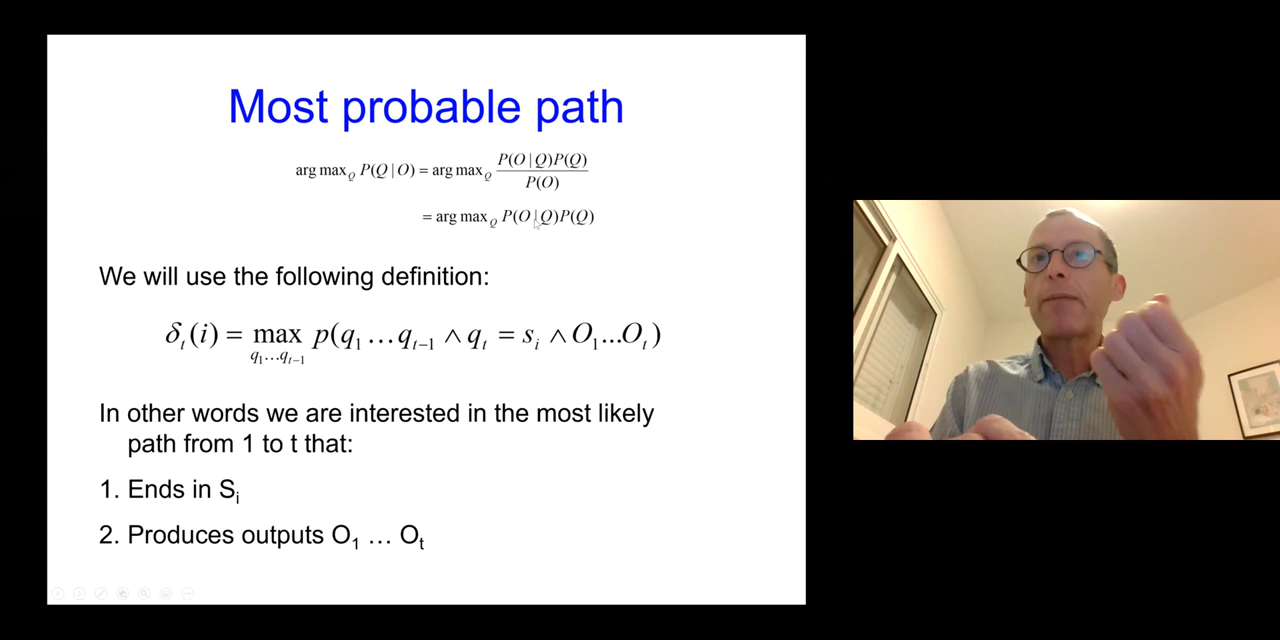 Most probable path
arg max_Q P(Q | O) = arg max_Q P(O | Q)P(Q) / P(O)
= arg max_Q P(O | Q)P(Q)
We will use the following definition:
δ_t(i) = max_{q_1…q_{t−1}} p(q_1…q_{t−1} ∧ q_t = s_i ∧ O_1...O_t)
In other words we are interested in the most likely
path from 1 to t that:
1. Ends in S_i
2. Produces outputs O_1 … O_t